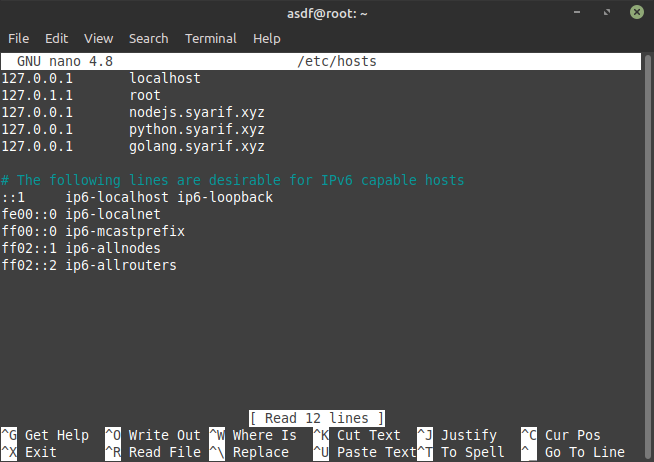 asdf@root: ~
File Edit View Search Terminal Help
GNU nano 4.8 /etc/hosts
127.0.0.1 localhost
127.0.1.1 root
127.0.0.1 nodejs.syarif.xyz
127.0.0.1 python.syarif.xyz
127.0.0.1 golang.syarif.xyz
# The following lines are desirable for IPv6 capable hosts
::1 ip6-localhost ip6-loopback
fe00::0 ip6-localnet
ff00::0 ip6-mcastprefix
ff02::1 ip6-allnodes
ff02::2 ip6-allrouters
[ Read 12 lines ]
^G Get Help ^O Write Out ^W Where Is ^K Cut Text ^J Justify ^C Cur Pos
^X Exit ^R Read File ^\ Replace ^U Paste Text^T To Spell ^_ Go To Line